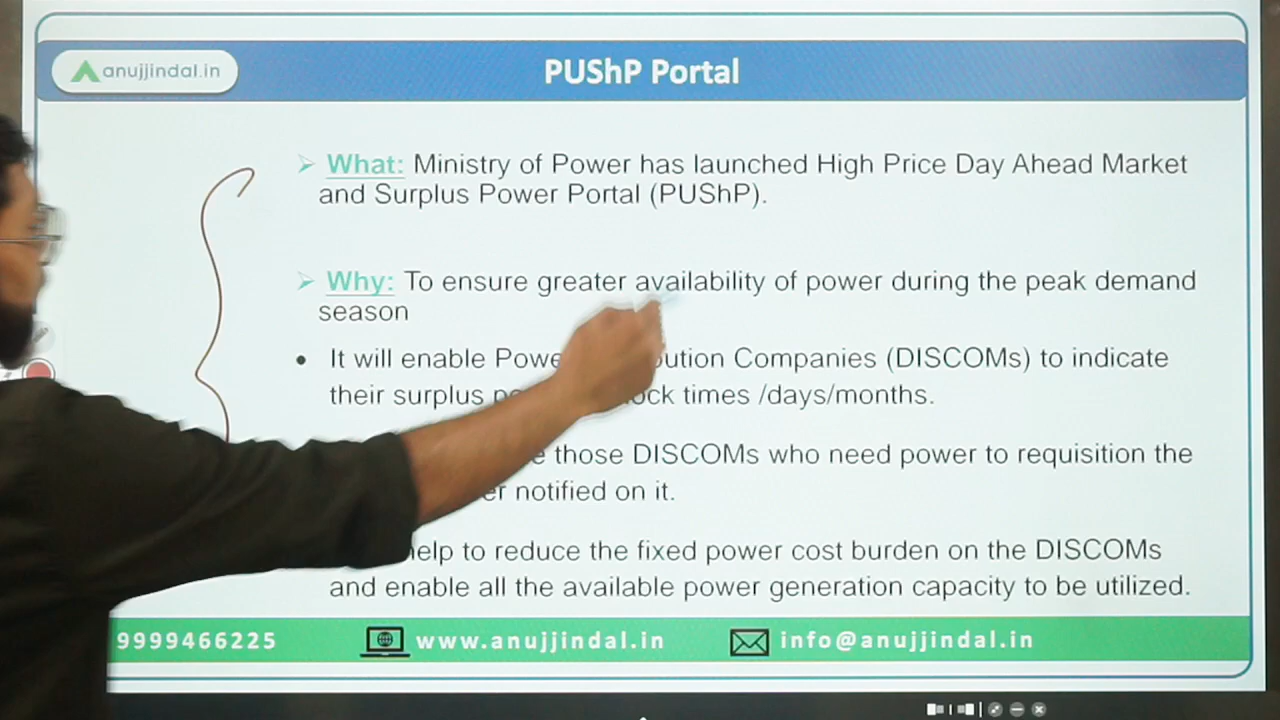 anujjindal.in
PUShP Portal
➢ What: Ministry of Power has launched High Price Day Ahead Market
and Surplus Power Portal (PUShP).
➢ Why: To ensure greater availability of power during the peak demand
season
• It will enable Companies (DISCOMs) to indicate
their surplus times /days/months.
those DISCOMs who need power to requisition the
notified on it.
help to reduce the fixed power cost burden on the DISCOMs
and enable all the available power generation capacity to be utilized.
9999466225 www.anujjindal.in info@anujjindal.in